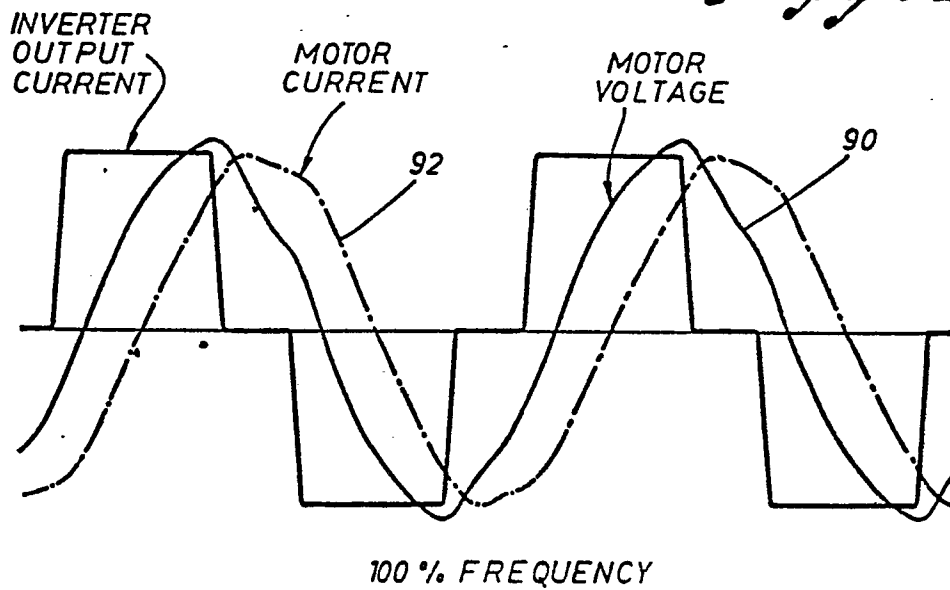 INVERTER
OUTPUT
CURRENT
MOTOR
CURRENT
MOTOR
VOLTAGE
92
90
100 % FREQUENCY